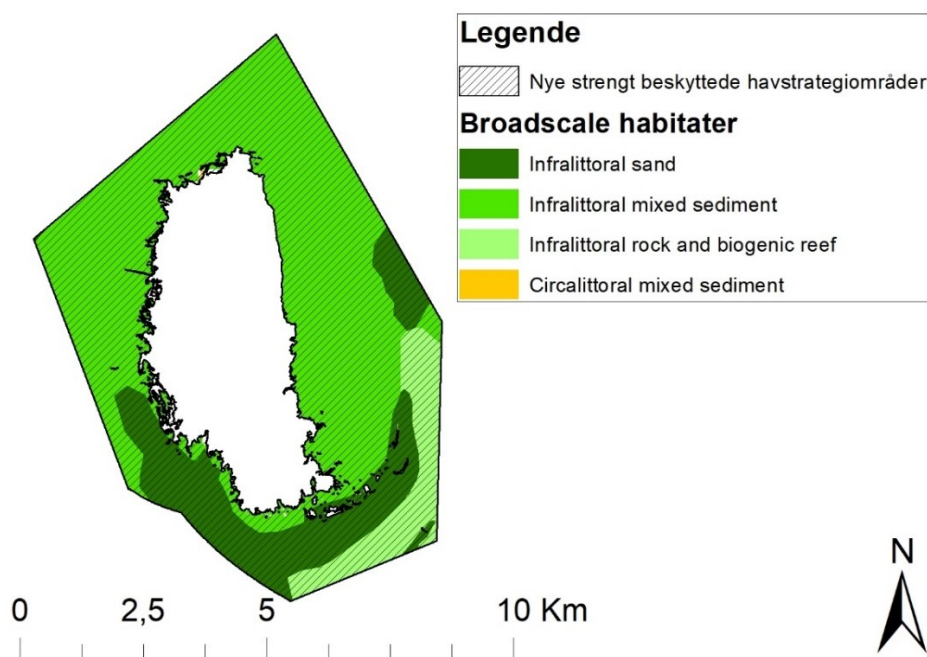 Legende
Nye strengt beskyttede havstrategiområder
Broadscale habitater
Infralittoral sand
Infralittoral mixed sediment
Infralittoral rock and biogenic reef
Circalittoral mixed sediment
N
0 2,5 5 10 Km